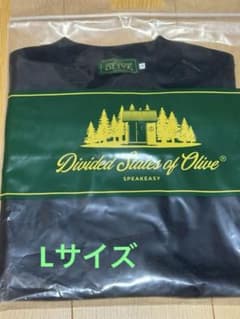 OLIVE
Divided States of Olive®
SPEAKEASY
Lサイズ